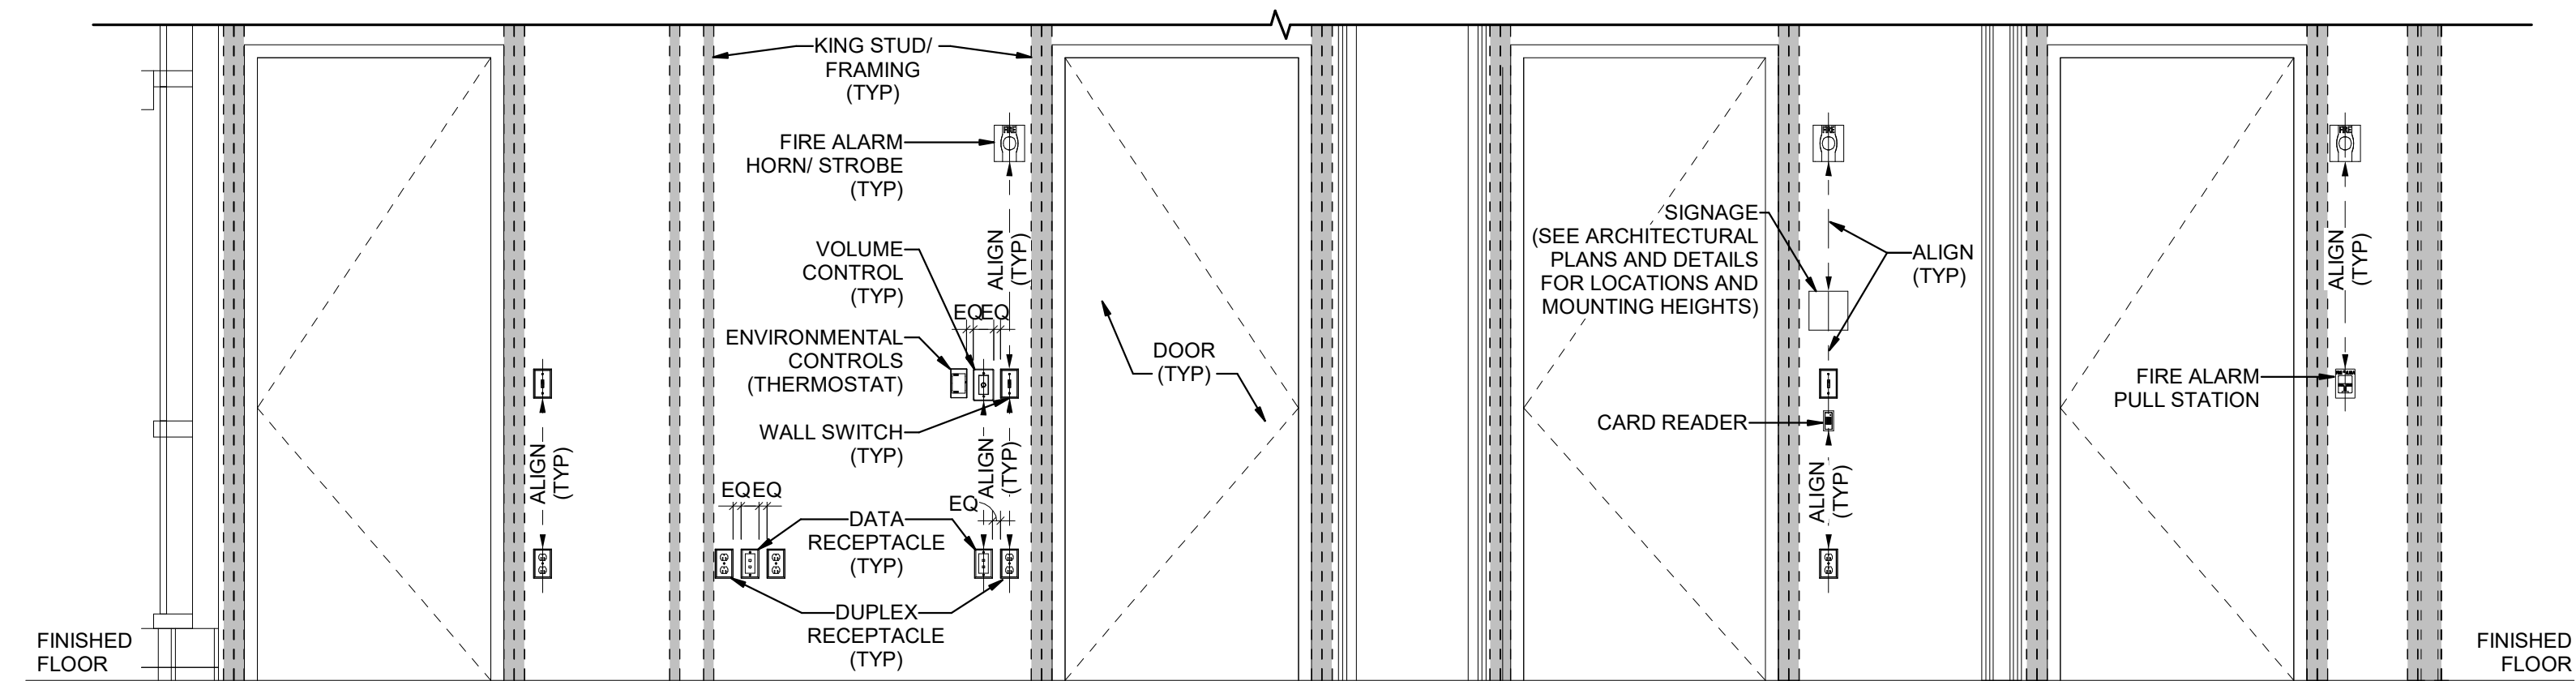 KING STUD/
FRAMING
(TYP)
FIRE ALARM
HORN/ STROBE
(TYP)
FIRE
VOLUME
CONTROL
(TYP)
ALIGN
(TYP)
EQ EQ
ENVIRONMENTAL
CONTROLS
(THERMOSTAT)
WALL SWITCH
(TYP)
ALIGN
(TYP)
ALIGN
(TYP)
EQ EQ
EQ
DATA
RECEPTACLE
(TYP)
DUPLEX
RECEPTACLE
(TYP)
FINISHED
FLOOR
DOOR
(TYP)
FIRE
SIGNAGE
(SEE ARCHITECTURAL
PLANS AND DETAILS
FOR LOCATIONS AND
MOUNTING HEIGHTS)
ALIGN
(TYP)
CARD READER
ALIGN
(TYP)
FIRE
ALIGN
(TYP)
FIRE ALARM
PULL STATION
FINISHED
FLOOR